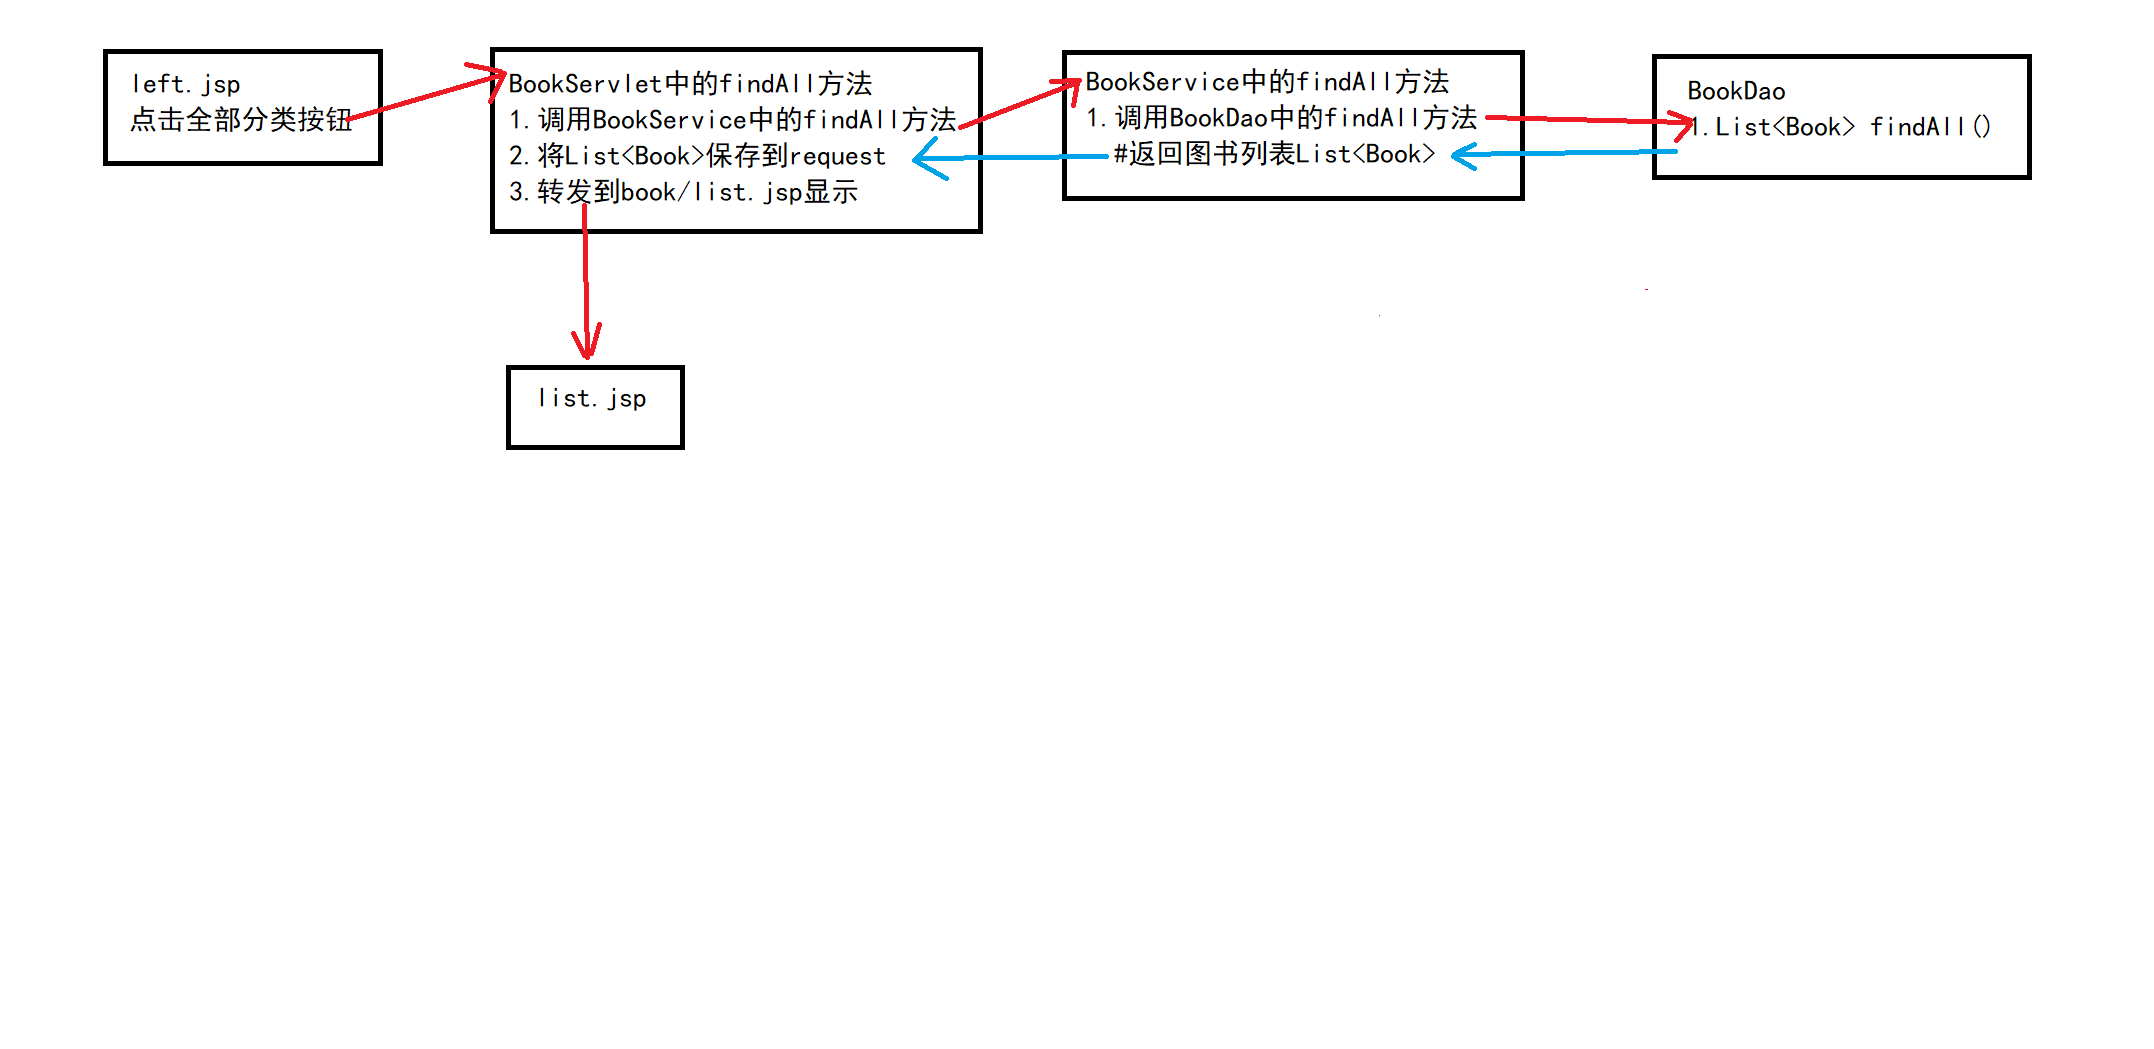 left.jsp
点击全部分类按钮
BookServlet中的findAll方法
1.调用BookService中的findAll方法
2.将List<Book>保存到request
3.转发到book/list.jsp显示
BookService中的findAll方法
1.调用BookDao中的findAll方法
#返回图书列表List<Book>
BookDao
1.List<Book> findAll()
list.jsp